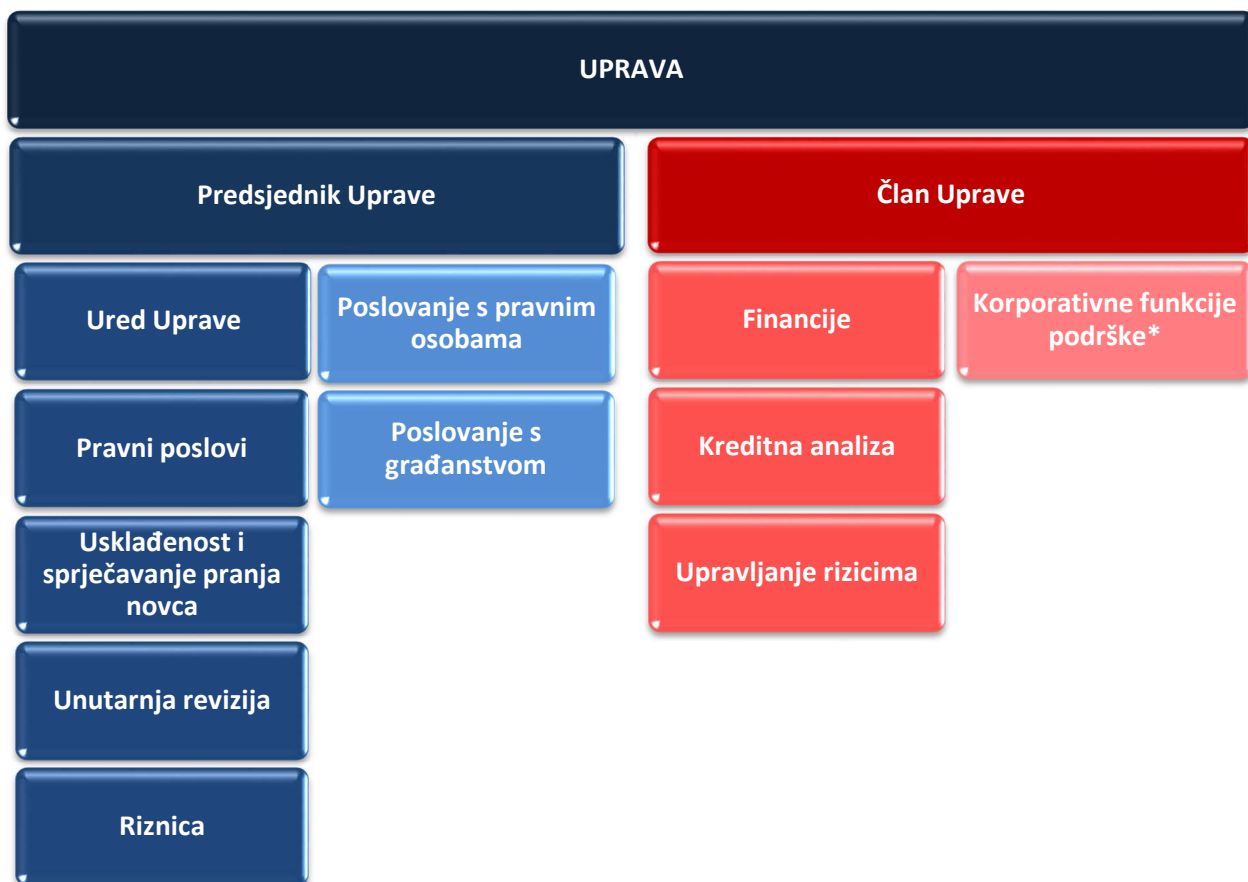 UPRAVA
Predsjednik Uprave
Član Uprave
Ured Uprave
Poslovanje s pravnim
osobama
Financije
Korporativne funkcije
podrške*
Pravni poslovi
Poslovanje s
građanstvom
Kreditna analiza
Usklađenost i
sprječavanje pranja
novca
Upravljanje rizicima
Unutarnja revizija
Riznica